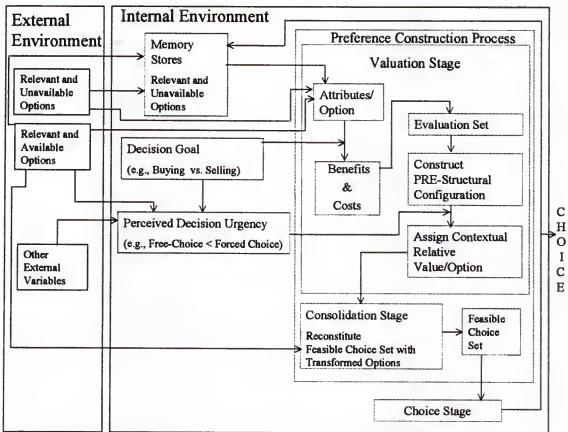 External
Environment
Internal Environment
Memory
Stores
Relevant and
Unavailable
Options
Relevant and
Unavailable
Options
Relevant and
Available
Options
Decision Goal
(e.g., Buying vs. Selling)
Perceived Decision Urgency
(e.g., Free-Choice < Forced Choice)
Other
External
Variables
Preference Construction Process
Valuation Stage
Attributes/
Option
Benefits
&
Costs
Evaluation Set
Construct
PRE-Structural
Configuration
Assign Contextual
Relative
Value/Option
Consolidation Stage
Reconstitute
Feasible Choice Set with
Transformed Options
Feasible
Choice
Set
Choice Stage
C
H
O
I
C
E